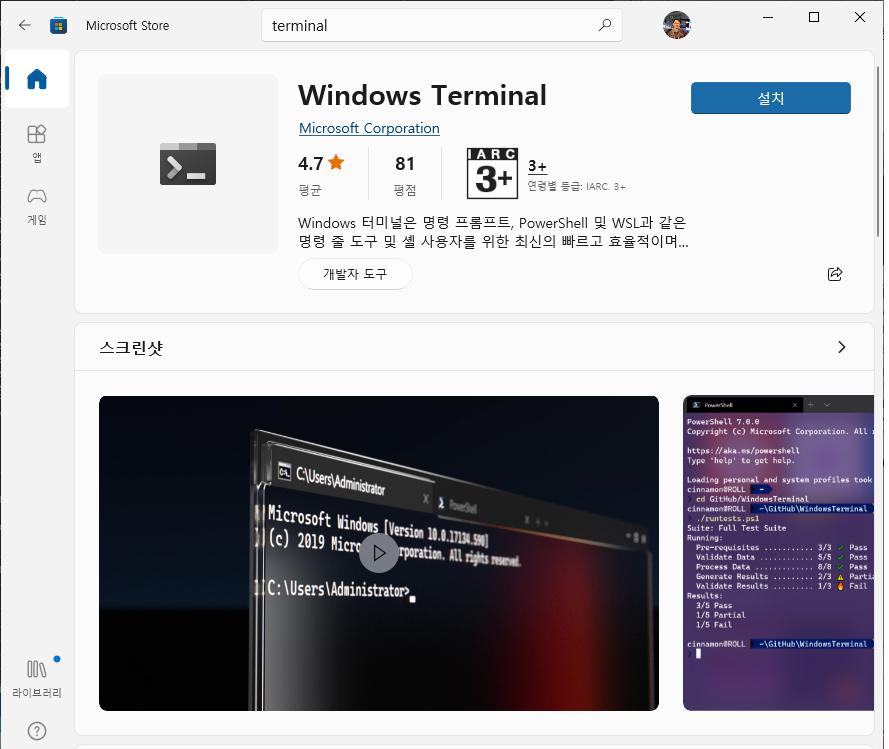 Microsoft Store
terminal
앱
게임
라이브러리
Windows Terminal
설치
Microsoft Corporation
4.7
평균
81
평점
IARC
3+
3+
연령별 등급: IARC. 3+
Windows 터미널은 명령 프롬프트, PowerShell 및 WSL과 같은
명령 줄 도구 및 셸 사용자를 위한 최신의 빠르고 효율적이며...
개발자 도구
스크린샷
C:\Users\Administrator
PowerShell
Microsoft Windows [Version 10.0.17134.590]
(c) 2019 Micro rporation. All rights reserved.
C:\Users\Administrator>
PowerShell
PowerShell 7.0.0
Copyright (c) Microsoft Corporation. All
https://aka.ms/powershell
Type 'help' to get help.
Loading personal and system profiles took
cinnamon@ROLL ~
cd GitHub/WindowsTerminal
cinnamon@ROLL ~\GitHub\WindowsTerminal
./runtests.ps1
Suite: Full Test Suite
Running:
Pre-requisites ........... 3/3 Pass
Validate Data ............ 5/5 Pass
Process Data ............. 8/8 Pass
Generate Results ......... 2/3 Partia
Validate Results ......... 1/3 Fail
Results:
3/5 Pass
1/5 Partial
1/5 Fail
cinnamon@ROLL ~\GitHub\WindowsTerminal